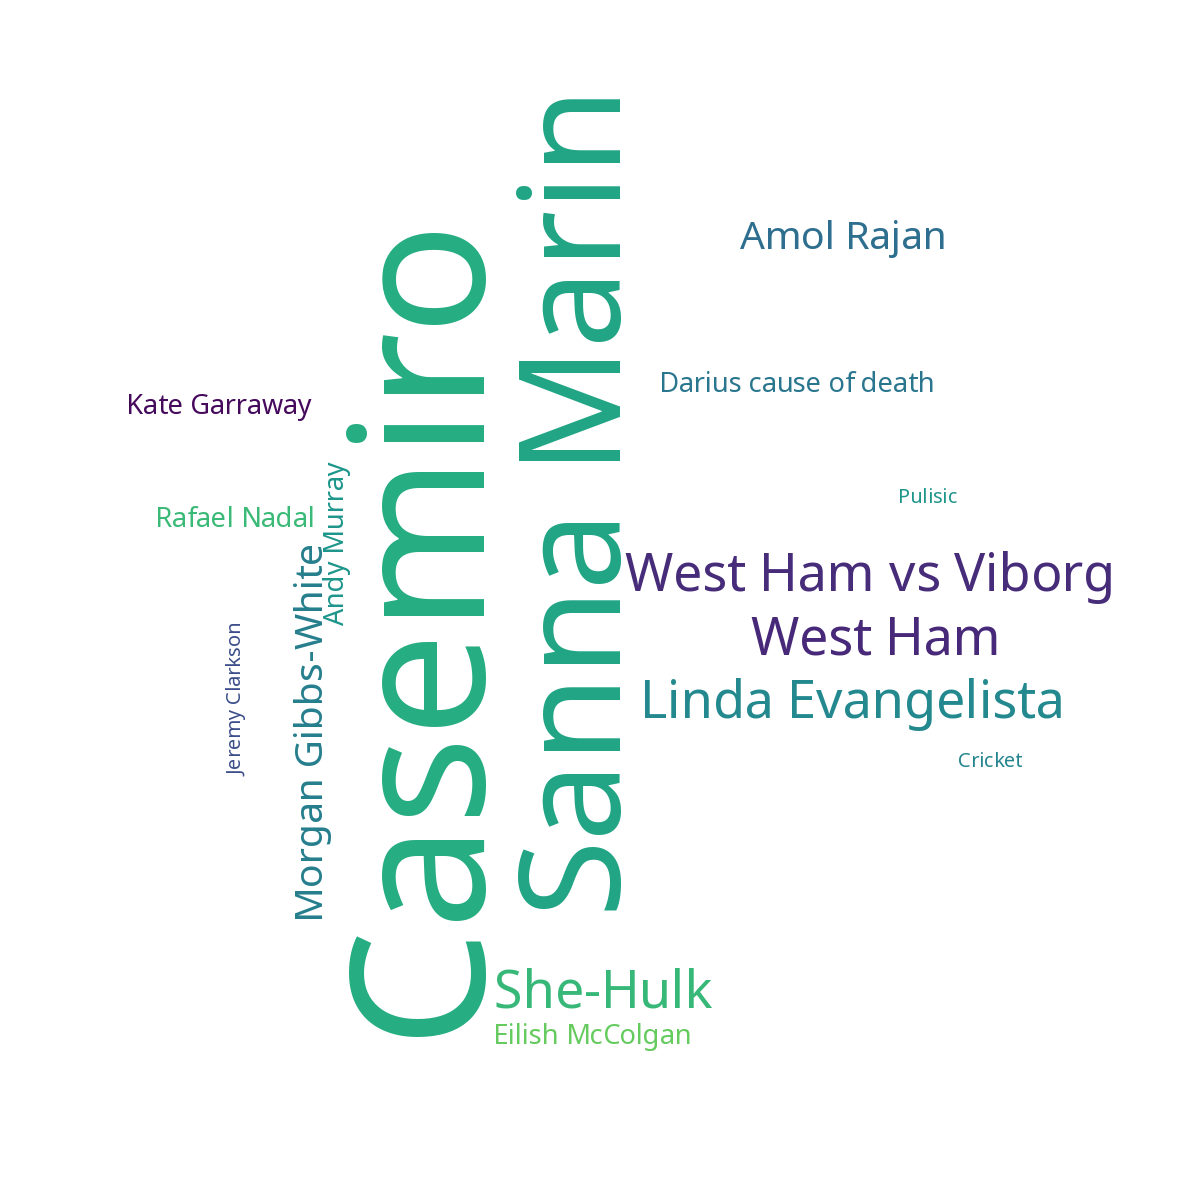 Casemiro
Sanna Marin
Amol Rajan
Darius cause of death
Kate Garraway
Andy Murray
Pulisic
Rafael Nadal
Morgan Gibbs-White
West Ham vs Viborg
West Ham
Jeremy Clarkson
Linda Evangelista
Cricket
She-Hulk
Eilish McColgan